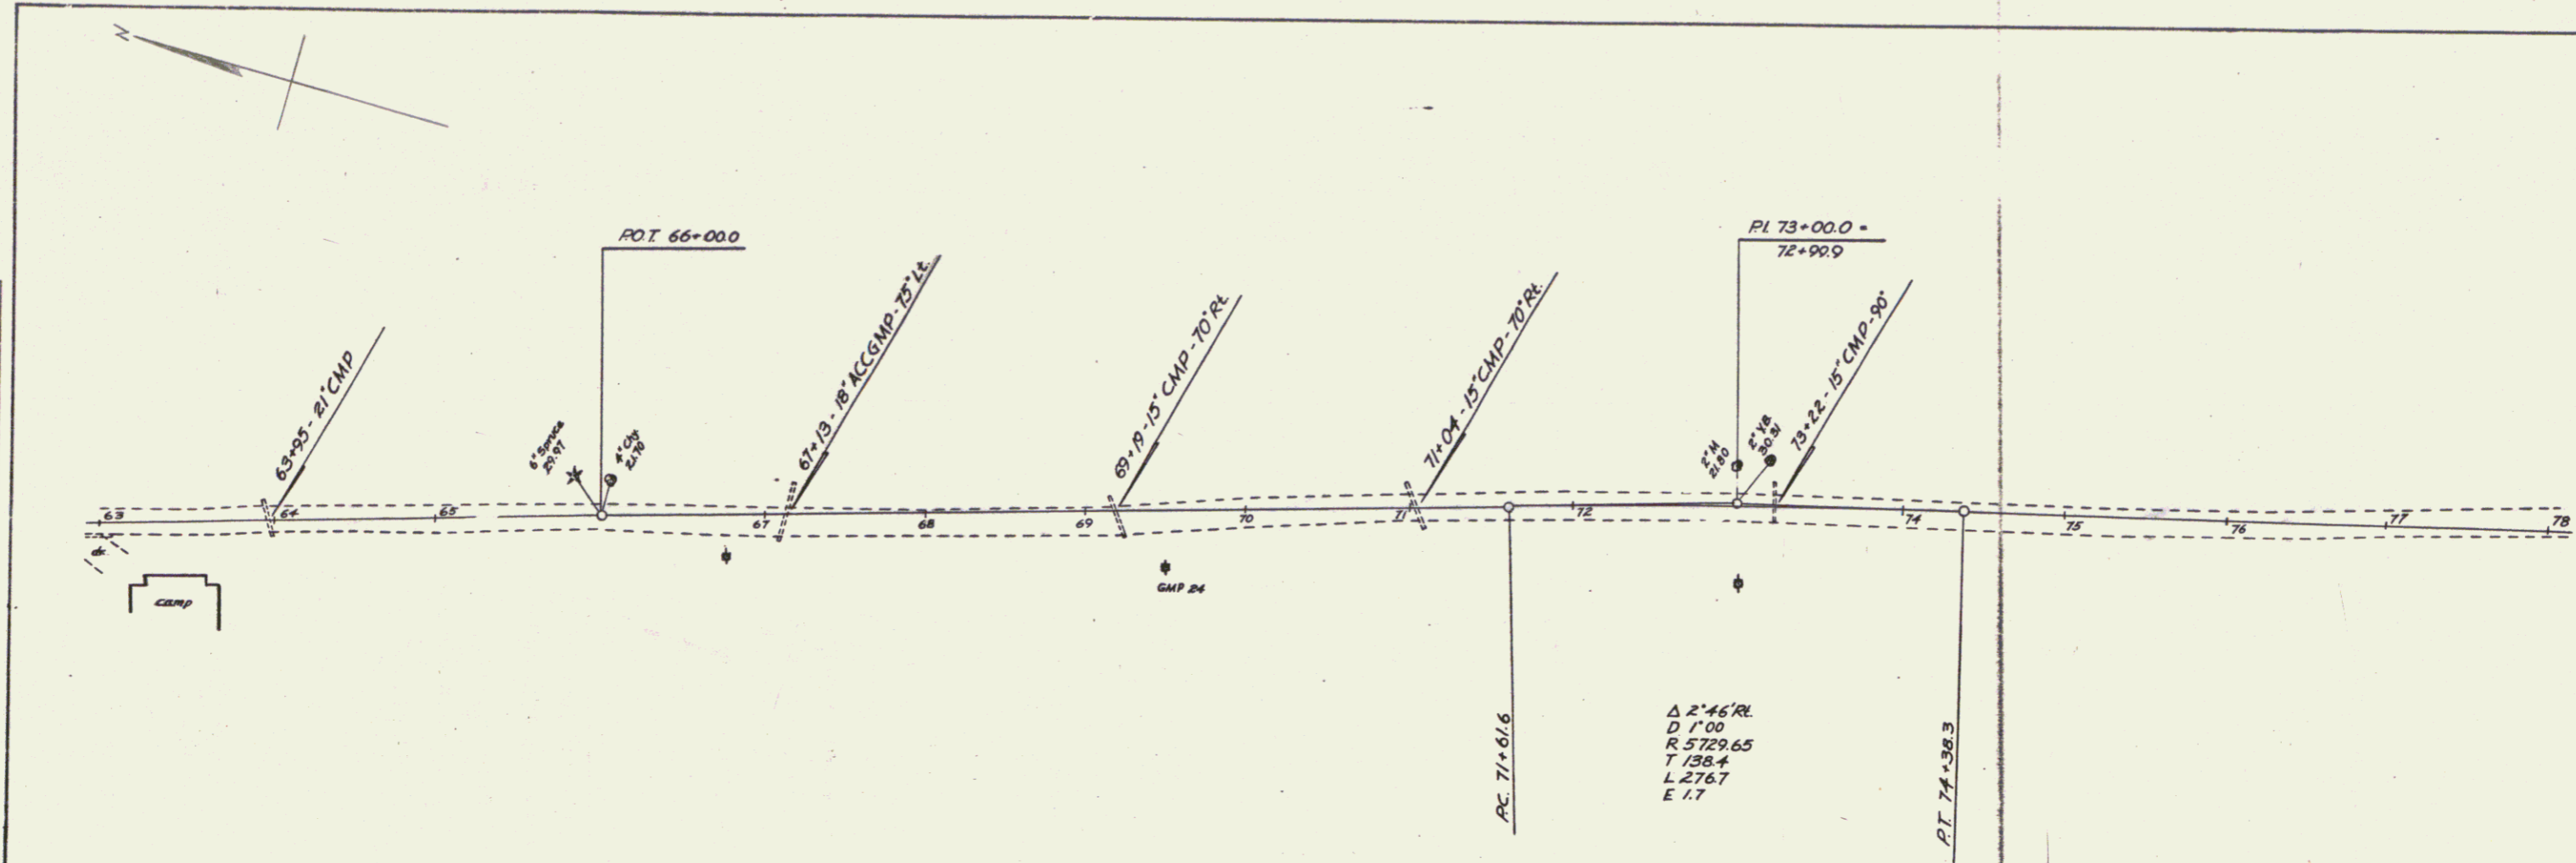 N
P.O.T. 66+00.0
P.I. 73+00.0 =
72+99.9
63+95 - 21" CMP
6" Spruce
29.97
4" Chy.
21.70
67+13 - 18" ACCGMP - 75° Lt.
69+19 - 15" CMP - 70° Rt.
71+04 - 15" CMP - 70° Rt.
2" M
21.80
2" Y.B.
30.31
73+22 - 15" CMP - 90°
63
64
65
67
68
69
70
71
72
74
75
76
77
78
dr.
camp
GMP 24
P.C. 71+61.6
Δ 2°46' Rt.
D 1°00
R 5729.65
T 138.4
L 276.7
E 1.7
P.T. 74+38.3